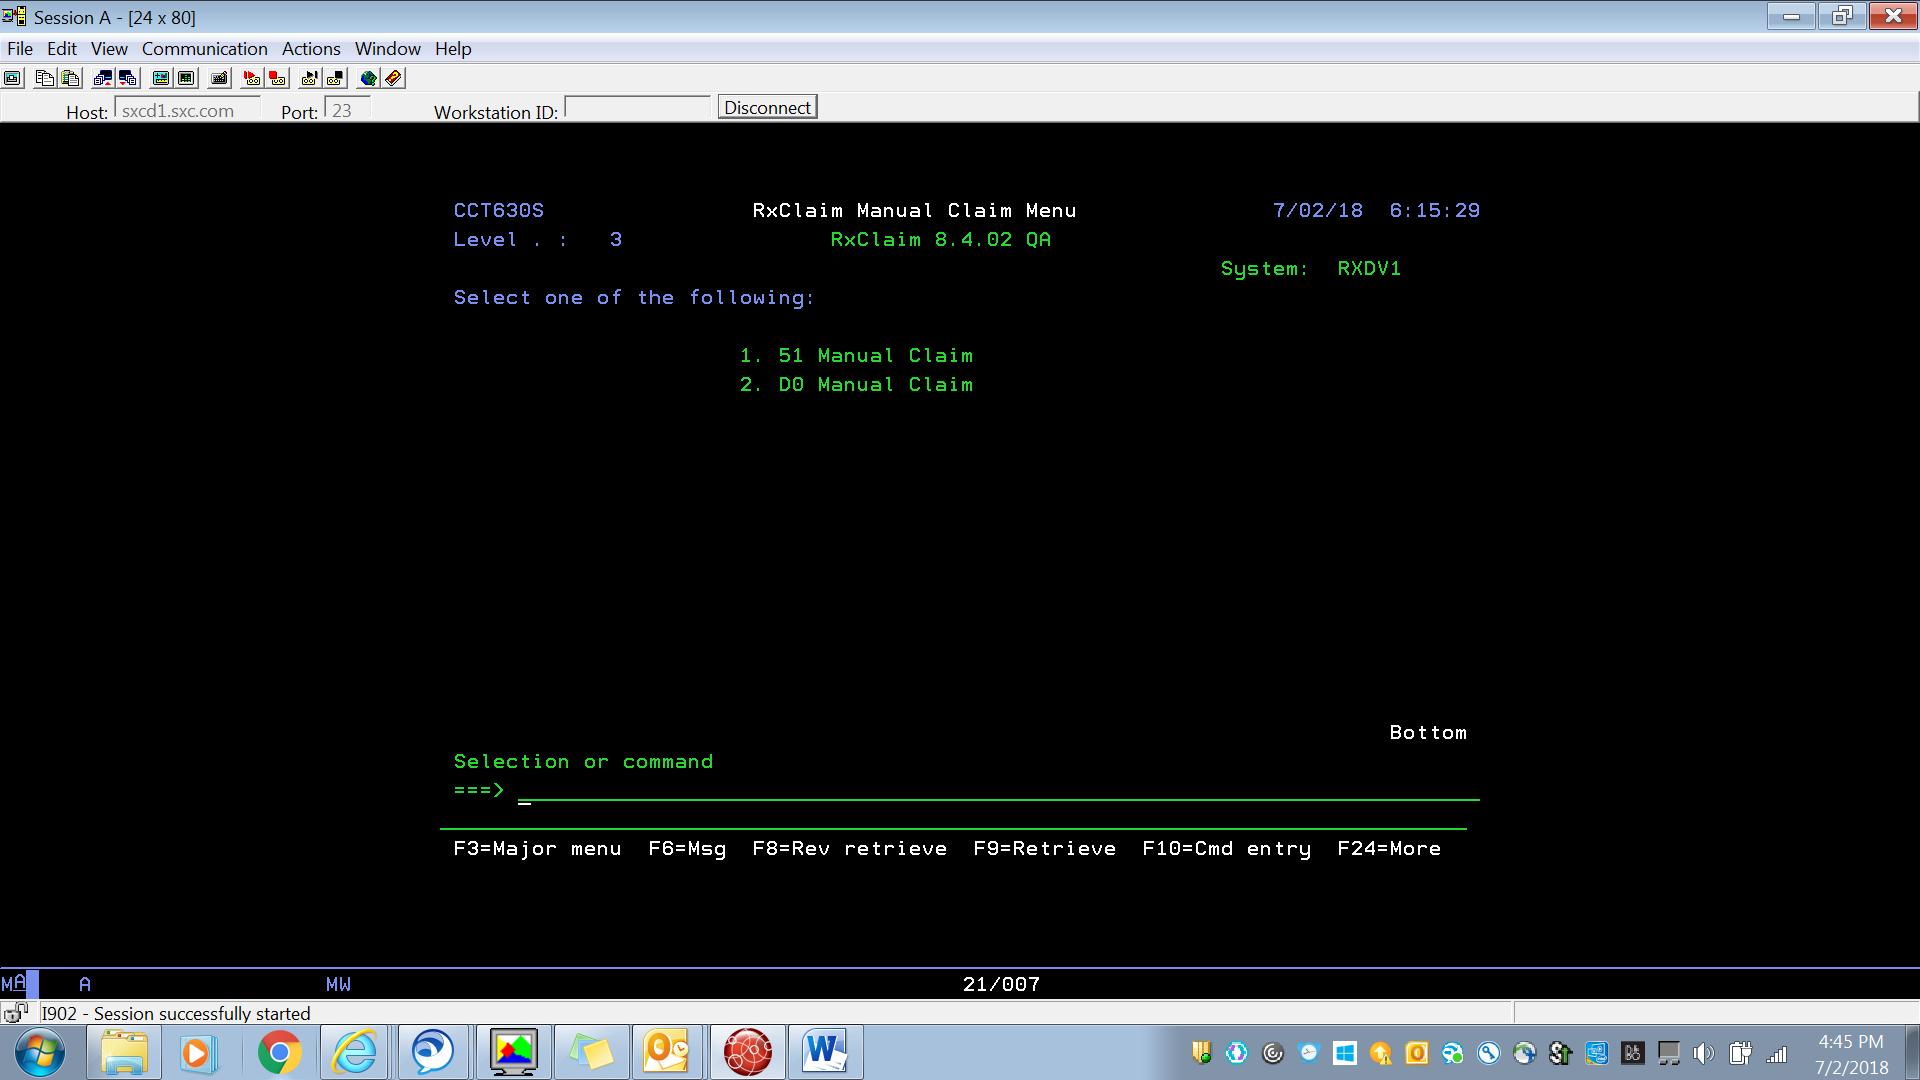 Session A - [24 x 80]
File Edit View Communication Actions Window Help
Host: sxcd1.sxc.com Port: 23 Workstation ID: Disconnect
CCT630S RxClaim Manual Claim Menu 7/02/18 6:15:29
Level . : 3 RxClaim 8.4.02 QA
System: RXDV1
Select one of the following:
1. 51 Manual Claim
2. D0 Manual Claim
Bottom
Selection or command
===>
F3=Major menu F6=Msg F8=Rev retrieve F9=Retrieve F10=Cmd entry F24=More
MA A MW 21/007
I902 - Session successfully started
4:45 PM
7/2/2018